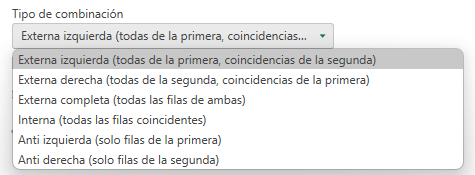 Tipo de combinación
Externa izquierda (todas de la primera, coincidencias...
Externa izquierda (todas de la primera, coincidencias de la segunda)
Externa derecha (todas de la segunda, coincidencias de la primera)
Externa completa (todas las filas de ambas)
Interna (todas las filas coincidentes)
Anti izquierda (solo filas de la primera)
Anti derecha (solo filas de la segunda)